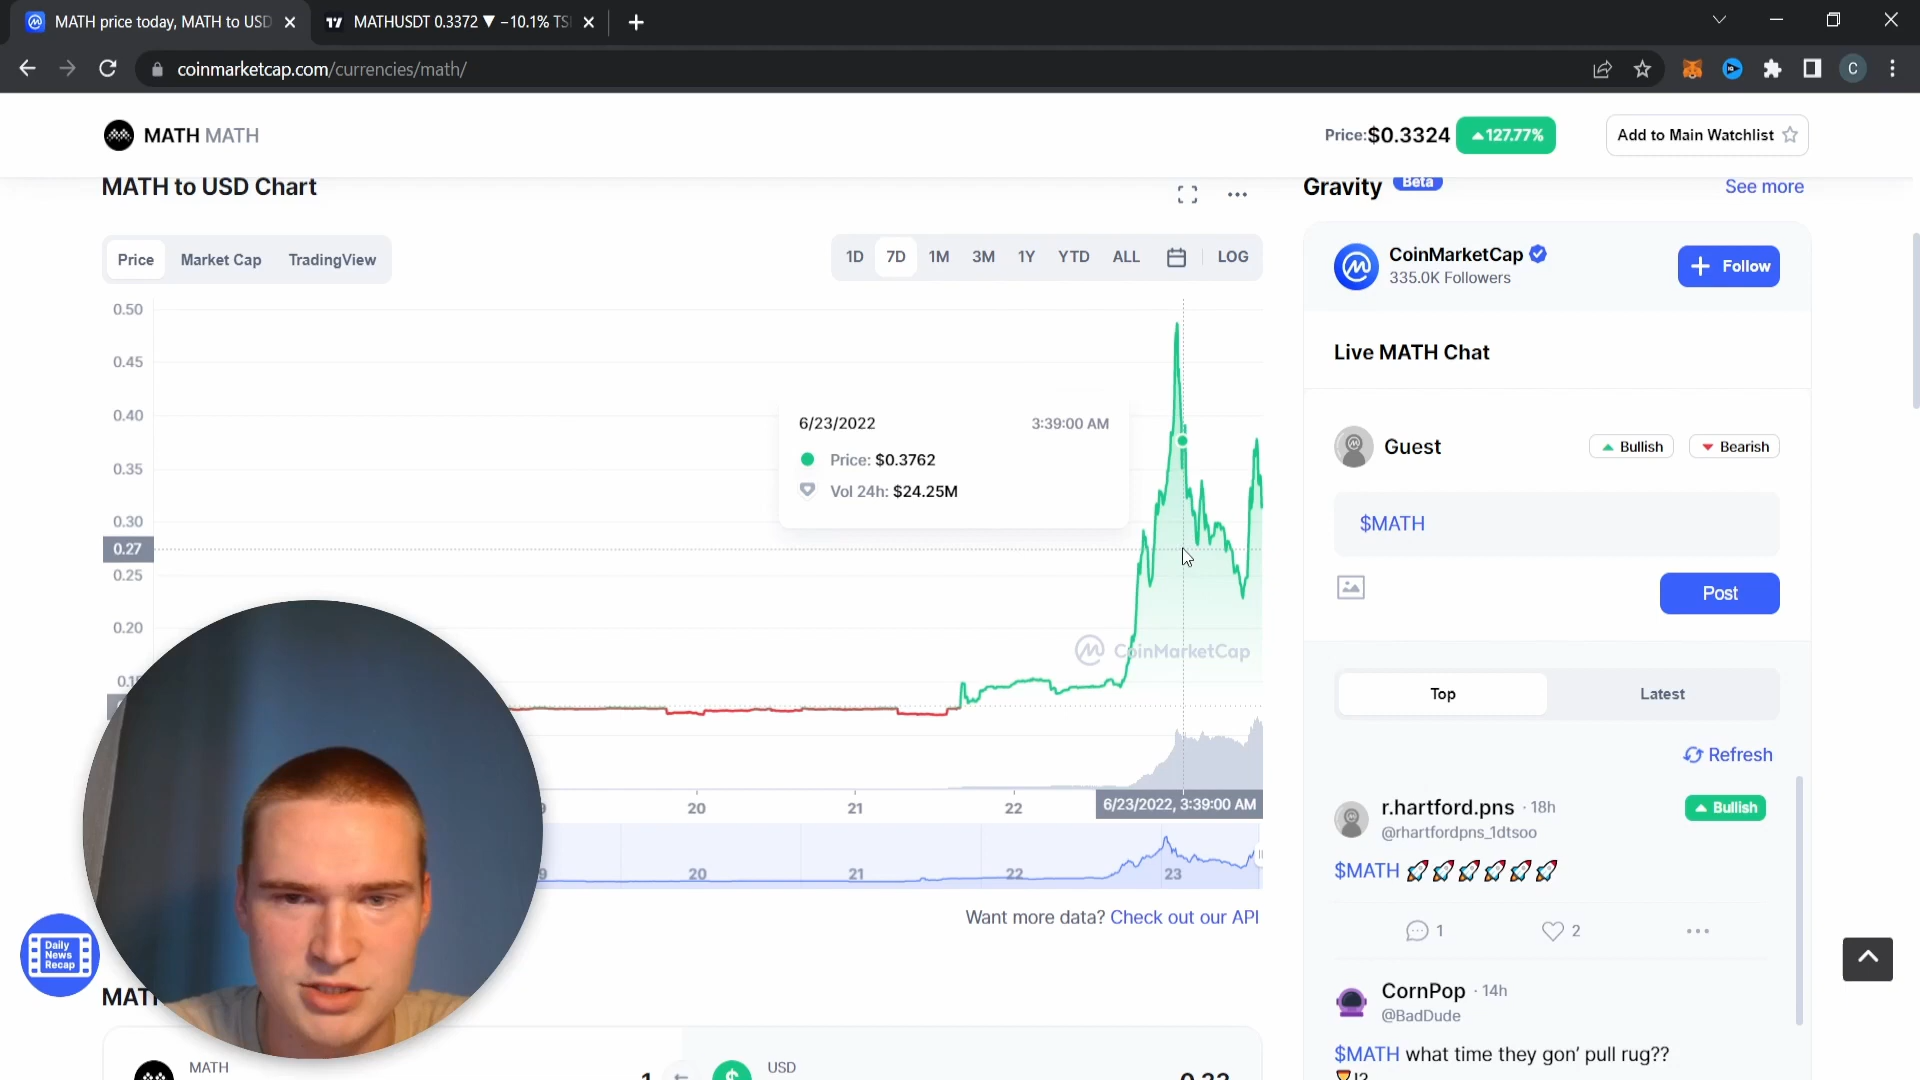 MATH price today, MATH to USD
MATHUSDT 0.3372 ▼ −10.1% TS
coinmarketcap.com/currencies/math/
C
MATH MATH
Price:$0.3324
127.77%
Add to Main Watchlist
MATH to USD Chart
Price
Market Cap
TradingView
1D
7D
1M
3M
1Y
YTD
ALL
LOG
0.50
0.45
0.40
0.35
0.30
0.27
0.25
0.20
6/23/2022
3:39:00 AM
Price: $0.3762
Vol 24h: $24.25M
CoinMarketCap
20
21
22
6/23/2022, 3:39:00 AM
20
21
22
23
Want more data? Check out our API
Daily
News
Recap
MATH
USD
1
0.33
Gravity
Beta
See more
CoinMarketCap
335.0K Followers
Follow
Live MATH Chat
Guest
Bullish
Bearish
$MATH
Post
Top
Latest
Refresh
r.hartford.pns · 18h
@rhartfordpns_1dtsoo
Bullish
$MATH 🚀🚀🚀🚀🚀🚀
1
2
CornPop · 14h
@BadDude
$MATH what time they gon’ pull rug??
⏳!?